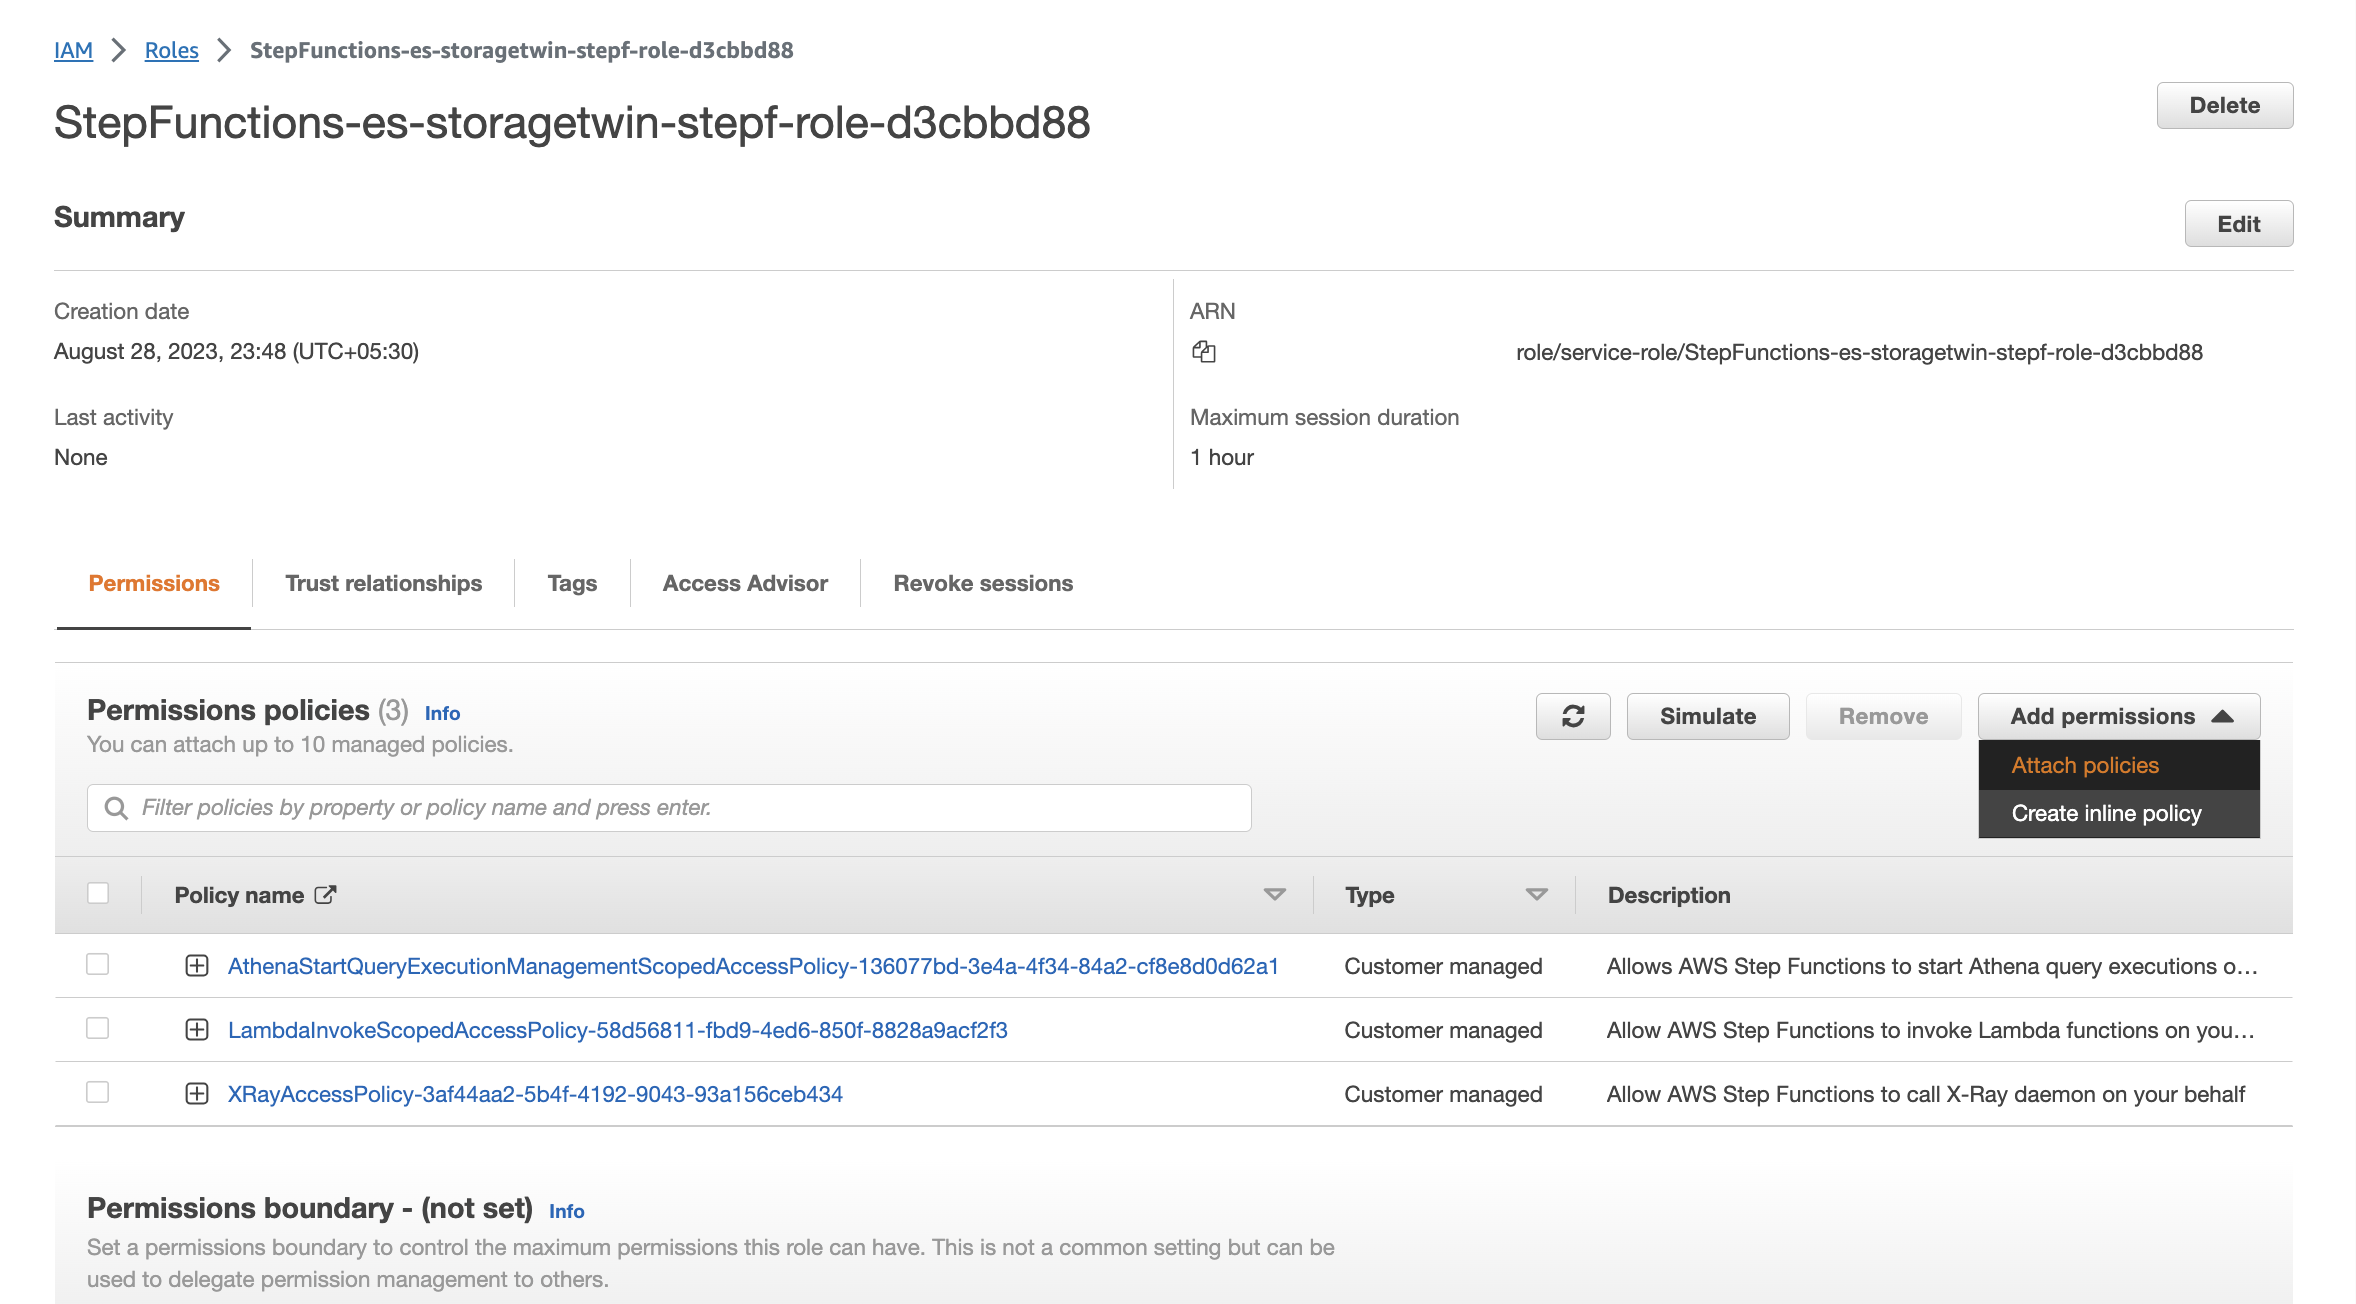 IAM > Roles > StepFunctions-es-storagetwin-stepf-role-d3cbbd88
StepFunctions-es-storagetwin-stepf-role-d3cbbd88
Delete
Summary
Edit
Creation date
August 28, 2023, 23:48 (UTC+05:30)
ARN
role/service-role/StepFunctions-es-storagetwin-stepf-role-d3cbbd88
Last activity
None
Maximum session duration
1 hour
Permissions
Trust relationships
Tags
Access Advisor
Revoke sessions
Permissions policies (3) Info
You can attach up to 10 managed policies.
Simulate
Remove
Add permissions
Attach policies
Create inline policy
Filter policies by property or policy name and press enter.
Policy name Type Description
AthenaStartQueryExecutionManagementScopedAccessPolicy-136077bd-3e4a-4f34-84a2-cf8e8d0d62a1 Customer managed Allows AWS Step Functions to start Athena query executions o...
LambdaInvokeScopedAccessPolicy-58d56811-fbd9-4ed6-850f-8828a9acf2f3 Customer managed Allow AWS Step Functions to invoke Lambda functions on you...
XRayAccessPolicy-3af44aa2-5b4f-4192-9043-93a156ceb434 Customer managed Allow AWS Step Functions to call X-Ray daemon on your behalf
Permissions boundary - (not set) Info
Set a permissions boundary to control the maximum permissions this role can have. This is not a common setting but can be
used to delegate permission management to others.